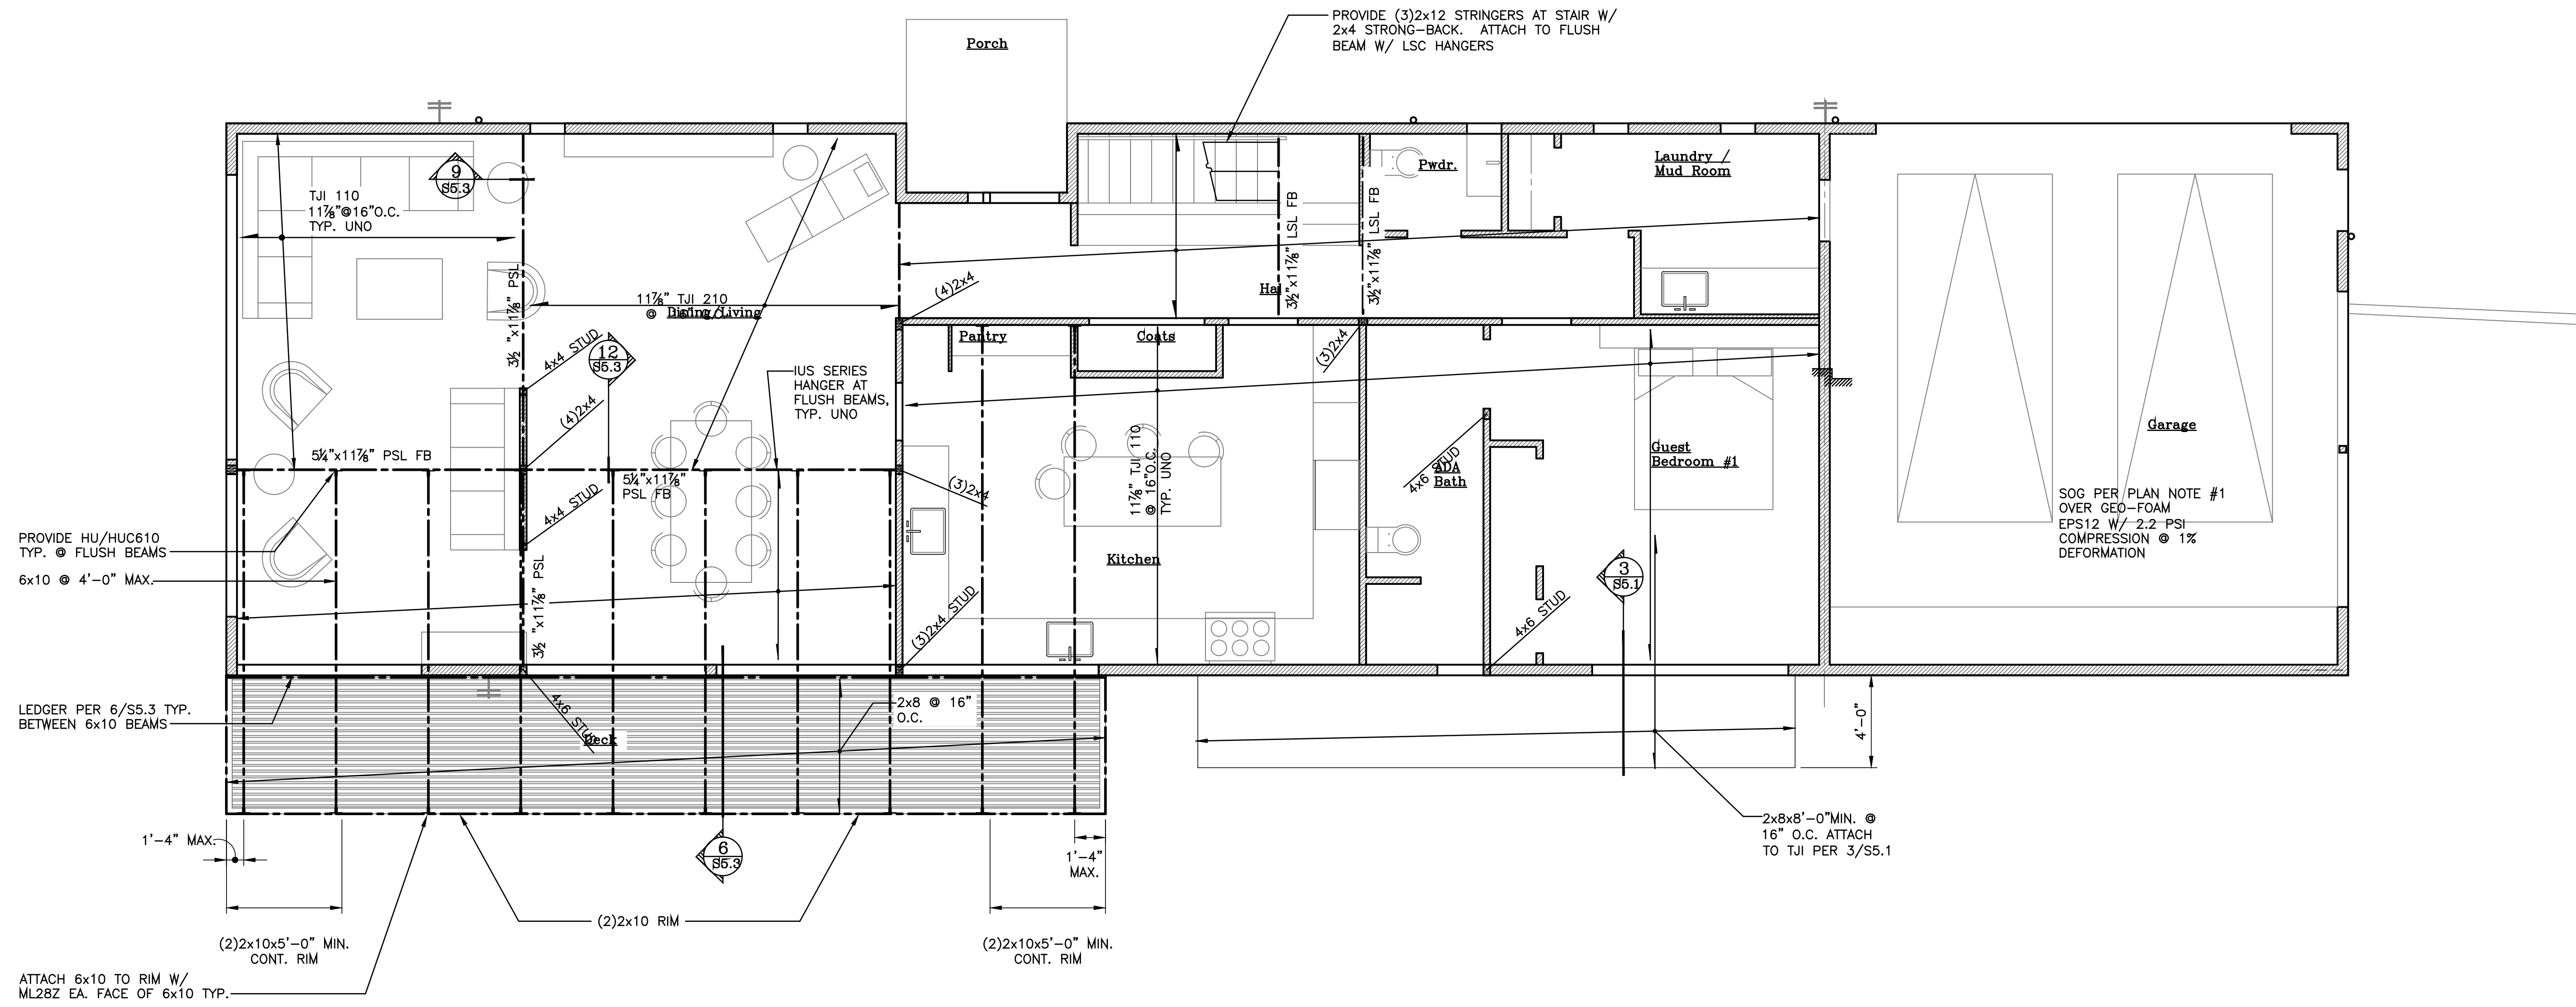 PROVIDE (3)2x12 STRINGERS AT STAIR W/
2x4 STRONG-BACK. ATTACH TO FLUSH
BEAM W/ LSC HANGERS
Porch
9
S5.3
TJI 110
11⅞"@16"O.C.
TYP. UNO
Pwdr.
Laundry /
Mud Room
3½"x11⅞" LSL FB
3½"x11⅞" LSL FB
3½"x11⅞" PSL
11⅞" TJI 210
@ 16" O.C.
Dining/Living
(4)2x4
Hal
Pantry
Coats
(3)2x4
4x4 STUD
12
S5.3
(4)2x4
IUS SERIES
HANGER AT
FLUSH BEAMS,
TYP. UNO
5¼"x11⅞" PSL FB
5¼"x11⅞"
PSL FB
4x4 STUD
(3)2x4
11⅞" TJI 110
@ 16"O.C.
TYP. UNO
4x6 STUD
ADA
Bath
Guest
Bedroom #1
Garage
SOG PER PLAN NOTE #1
OVER GEO-FOAM
EPS12 W/ 2.2 PSI
COMPRESSION @ 1%
DEFORMATION
PROVIDE HU/HUC610
TYP. @ FLUSH BEAMS
6x10 @ 4'-0" MAX.
3½"x11⅞" PSL
Kitchen
(3)2x4 STUD
3
S5.1
4x6 STUD
LEDGER PER 6/S5.3 TYP.
BETWEEN 6x10 BEAMS
4x6 STUD
Deck
2x8 @ 16"
O.C.
4'-0"
1'-4" MAX.
6
S5.3
1'-4"
MAX.
2x8x8'-0"MIN. @
16" O.C. ATTACH
TO TJI PER 3/S5.1
(2)2x10 RIM
(2)2x10x5'-0" MIN.
CONT. RIM
(2)2x10x5'-0" MIN.
CONT. RIM
ATTACH 6x10 TO RIM W/
ML28Z EA. FACE OF 6x10 TYP.